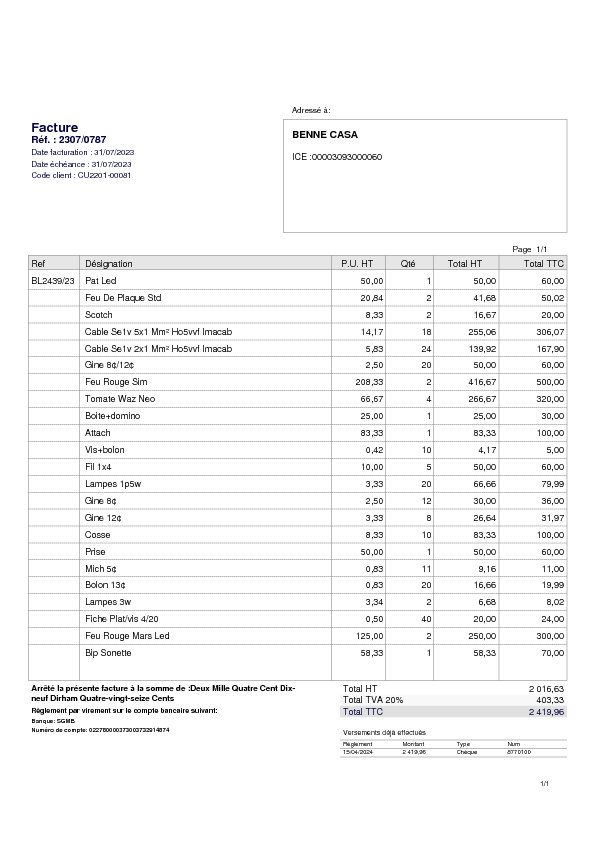 Adressé à:
Facture
Réf. : 2307/0787
Date facturation : 31/07/2023
Date échéance : 31/07/2023
Code client : CU2201-00081
BENNE CASA
ICE :00003093000060
Page 1/1
Ref Désignation P.U. HT Qté Total HT Total TTC
BL2439/23 Pat Led 50,00 1 50,00 60,00
Feu De Plaque Std 20,84 2 41,68 50,02
Scotch 8,33 2 16,67 20,00
Cable Se1v 5x1 Mm² Ho5vvf Imacab 14,17 18 255,06 306,07
Cable Se1v 2x1 Mm² Ho5vvf Imacab 5,83 24 139,92 167,90
Gine 8¢/12¢ 2,50 20 50,00 60,00
Feu Rouge Sim 208,33 2 416,67 500,00
Tomate Waz Neo 66,67 4 266,67 320,00
Boite+domino 25,00 1 25,00 30,00
Attach 83,33 1 83,33 100,00
Vis+bolon 0,42 10 4,17 5,00
Fil 1x4 10,00 5 50,00 60,00
Lampes 1p5w 3,33 20 66,66 79,99
Gine 8¢ 2,50 12 30,00 36,00
Gine 12¢ 3,33 8 26,64 31,97
Cosse 8,33 10 83,33 100,00
Prise 50,00 1 50,00 60,00
Mich 5¢ 0,83 11 9,16 11,00
Bolon 13¢ 0,83 20 16,66 19,99
Lampes 3w 3,34 2 6,68 8,02
Fiche Plat/vis 4/20 0,50 40 20,00 24,00
Feu Rouge Mars Led 125,00 2 250,00 300,00
Bip Sonette 58,33 1 58,33 70,00
Arrêté la présente facture à la somme de :Deux Mille Quatre Cent Dix-
neuf Dirham Quatre-vingt-seize Cents
Règlement par virement sur le compte bancaire suivant:
Banque: SGMB
Numéro de compte:
Total HT 2 016,63
Total TVA 20% 403,33
Total TTC 2 419,96
Versements déjà effectués
Règlement Montant Type Num
15/04/2024 2 419,96 Chèque 8770100
1/1